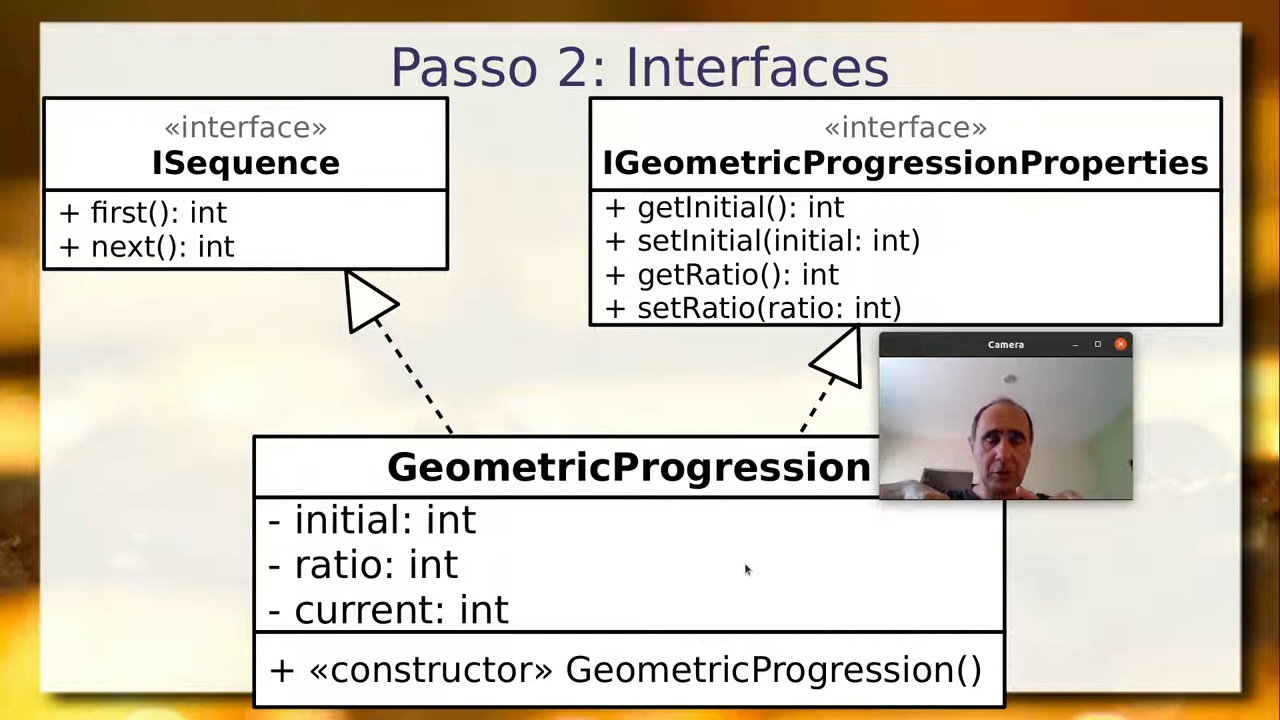 Passo 2: Interfaces
«interface»
ISequence
+ first(): int
+ next(): int
«interface»
IGeometricProgressionProperties
+ getInitial(): int
+ setInitial(initial: int)
+ getRatio(): int
+ setRatio(ratio: int)
Camera
GeometricProgression
- initial: int
- ratio: int
- current: int
+ «constructor» GeometricProgression()